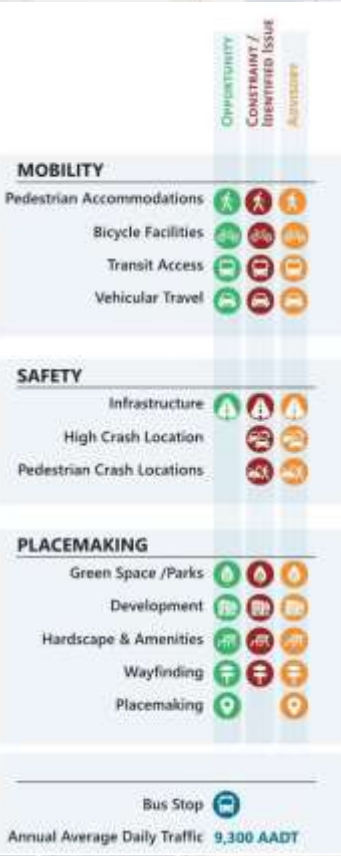 OPPORTUNITY
CONSTRAINT /
IDENTIFIED ISSUE
ADVISORY
MOBILITY
Pedestrian Accommodations
Bicycle Facilities
Transit Access
Vehicular Travel
SAFETY
Infrastructure
High Crash Location
Pedestrian Crash Locations
PLACEMAKING
Green Space /Parks
Development
Hardscape & Amenities
Wayfinding
Placemaking
Bus Stop
Annual Average Daily Traffic 9,300 AADT